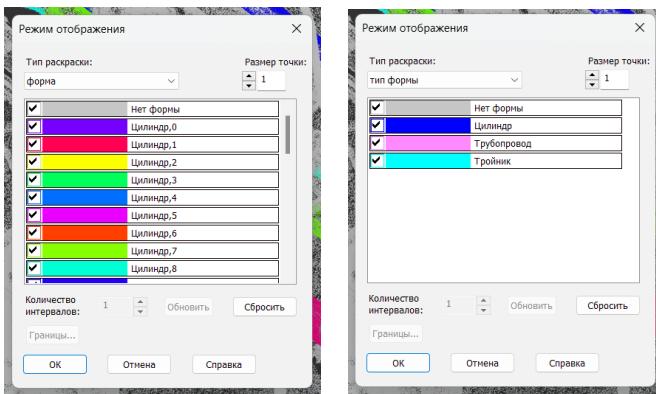 Режим отображения
Тип раскраски:
Размер точки:
форма
1
Нет формы
Цилиндр,0
Цилиндр,1
Цилиндр,2
Цилиндр,3
Цилиндр,4
Цилиндр,5
Цилиндр,6
Цилиндр,7
Цилиндр,8
Количество
интервалов:
1
Обновить
Сбросить
Границы...
ОК
Отмена
Справка
Режим отображения
Тип раскраски:
Размер точки:
тип формы
1
Нет формы
Цилиндр
Трубопровод
Тройник
Количество
интервалов:
1
Обновить
Сбросить
Границы...
ОК
Отмена
Справка